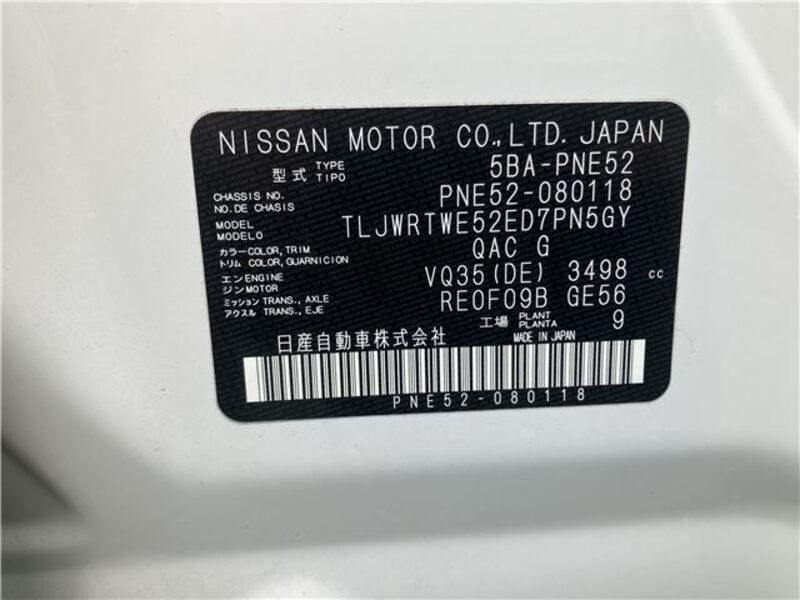 NISSAN MOTOR CO.,LTD. JAPAN
型式 TYPE TIPO 5BA-PNE52
CHASSIS NO. NO.DE CHASIS PNE52-080118
MODEL MODELO TLJWRTWE52ED7PN5GY
カラー COLOR, TRIM トリム COLOR, GUARNICION QAC G
エンジン ENGINE MOTOR VQ35(DE) 3498 cc
ミッション TRANS., AXLE アクスル TRANS., EJE RE0F09B GE56
工場 PLANT PLANTA 9
日産自動車株式会社 MADE IN JAPAN
PNE52-080118